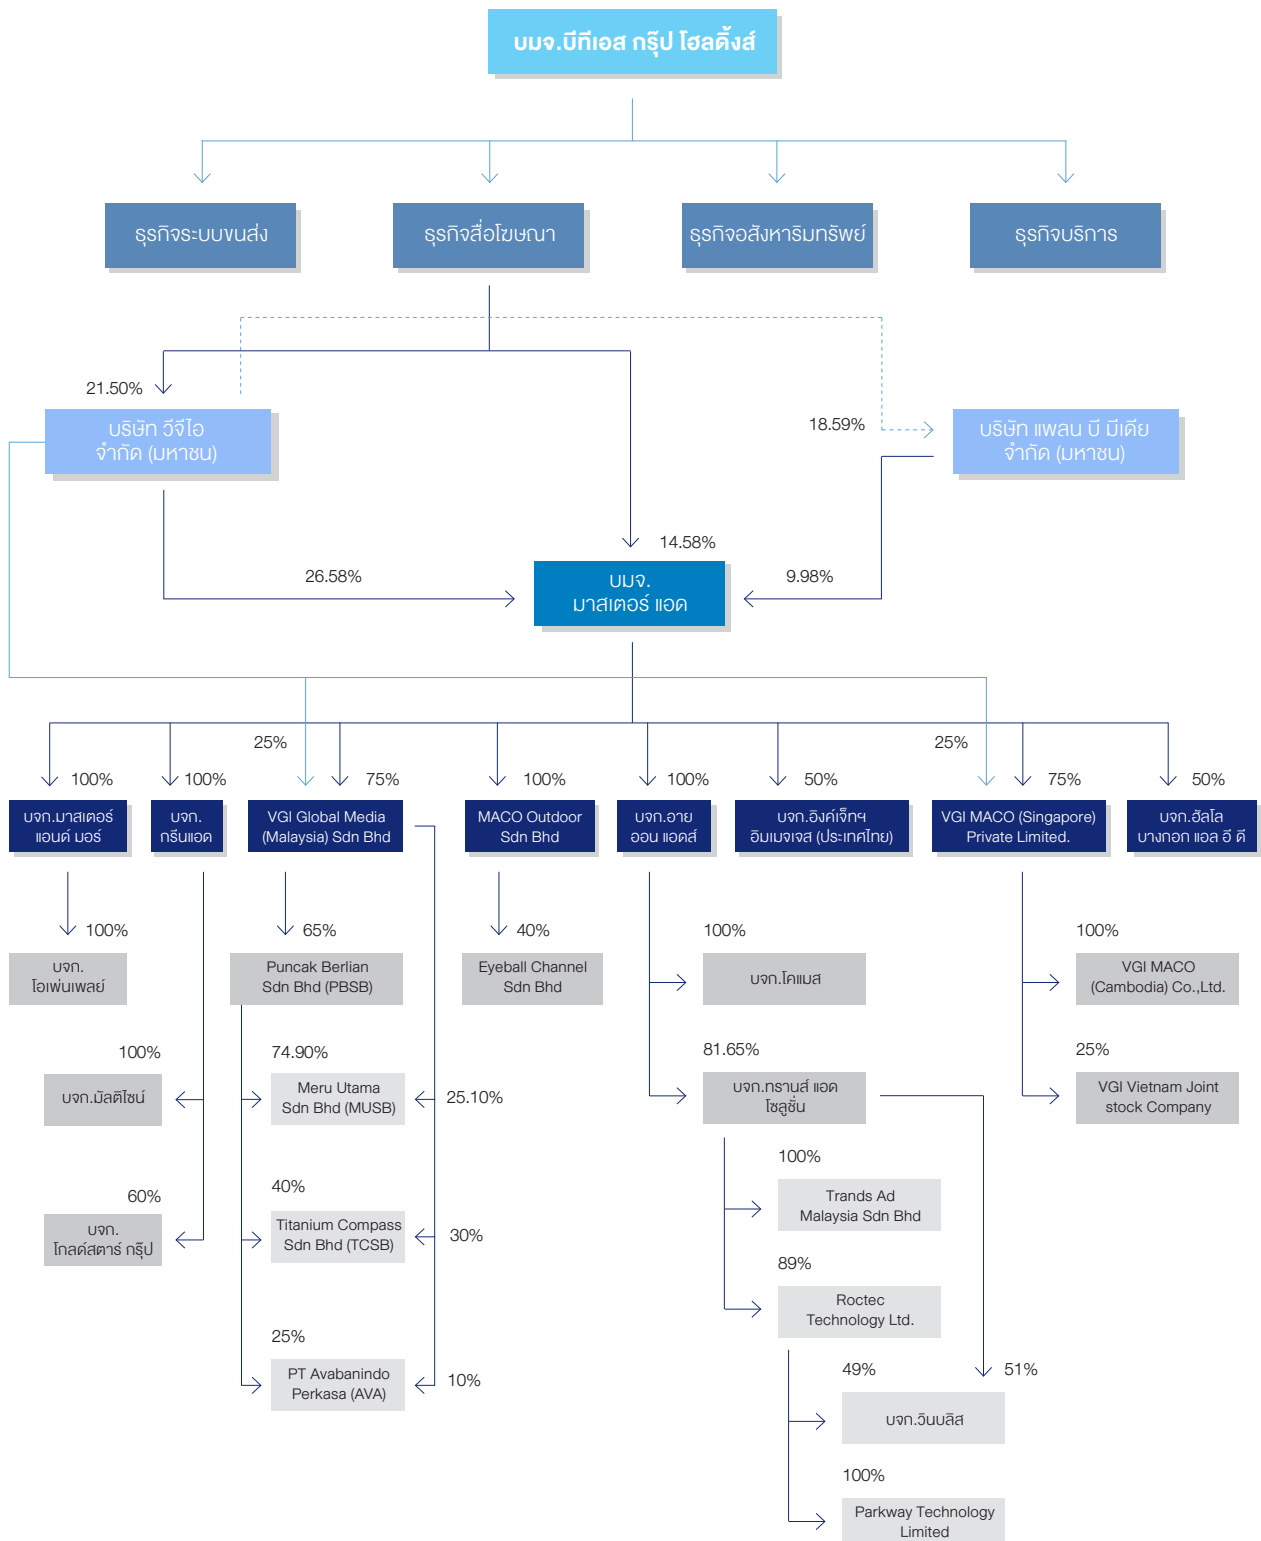 บมจ.บีทีเอส กรุ๊ป โฮลดิ้งส์
ธุรกิจระบบขนส่ง
ธุรกิจสื่อโฆษณา
ธุรกิจอสังหาริมทรัพย์
ธุรกิจบริการ
21.50%
บริษัท วีจีไอ
จำกัด (มหาชน)
18.59%
บริษัท แพลน บี มีเดีย
จำกัด (มหาชน)
14.58%
26.58%
บมจ.
มาสเตอร์ แอด
9.98%
25%
25%
100%
100%
75%
100%
100%
50%
75%
50%
บจก.มาสเตอร์
แอนด์ มอร์
บจก.
กรีนแอด
VGI Global Media
(Malaysia) Sdn Bhd
MACO Outdoor
Sdn Bhd
บจก.อาย
ออน แอดส์
บจก.อิงค์เจ็ทฯ
อิมเมจเจส (ประเทศไทย)
VGI MACO (Singapore)
Private Limited.
บจก.ฮัลโล
บางกอก แอล อี ดี
100%
65%
40%
100%
100%
บจก.
โอเพ่นเพลย์
Puncak Berlian
Sdn Bhd (PBSB)
Eyeball Channel
Sdn Bhd
บจก.โคแมส
VGI MACO
(Cambodia) Co.,Ltd.
100%
74.90%
81.65%
25%
บจก.มัลติไซน์
Meru Utama
Sdn Bhd (MUSB)
25.10%
บจก.ทรานส์ แอด
โซลูชั่น
VGI Vietnam Joint
stock Company
100%
60%
40%
บจก.
โกลด์สตาร์ กรุ๊ป
Titanium Compass
Sdn Bhd (TCSB)
30%
Trands Ad
Malaysia Sdn Bhd
89%
Roctec
Technology Ltd.
25%
PT Avabanindo
Perkasa (AVA)
10%
49%
51%
บจก.วินบลิส
100%
Parkway Technology
Limited